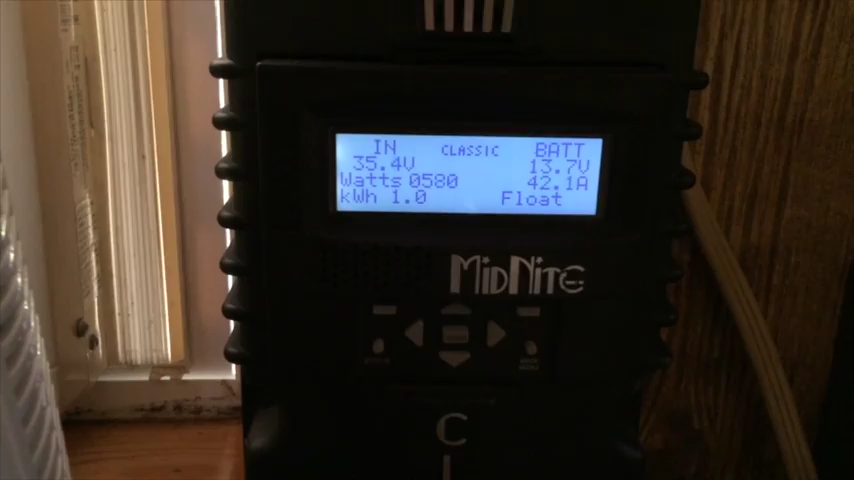 IN CLASSIC BATT
35.4V 13.7V
Watts 0580 42.1A
kWh 1.0 Float
MIDNITE
C